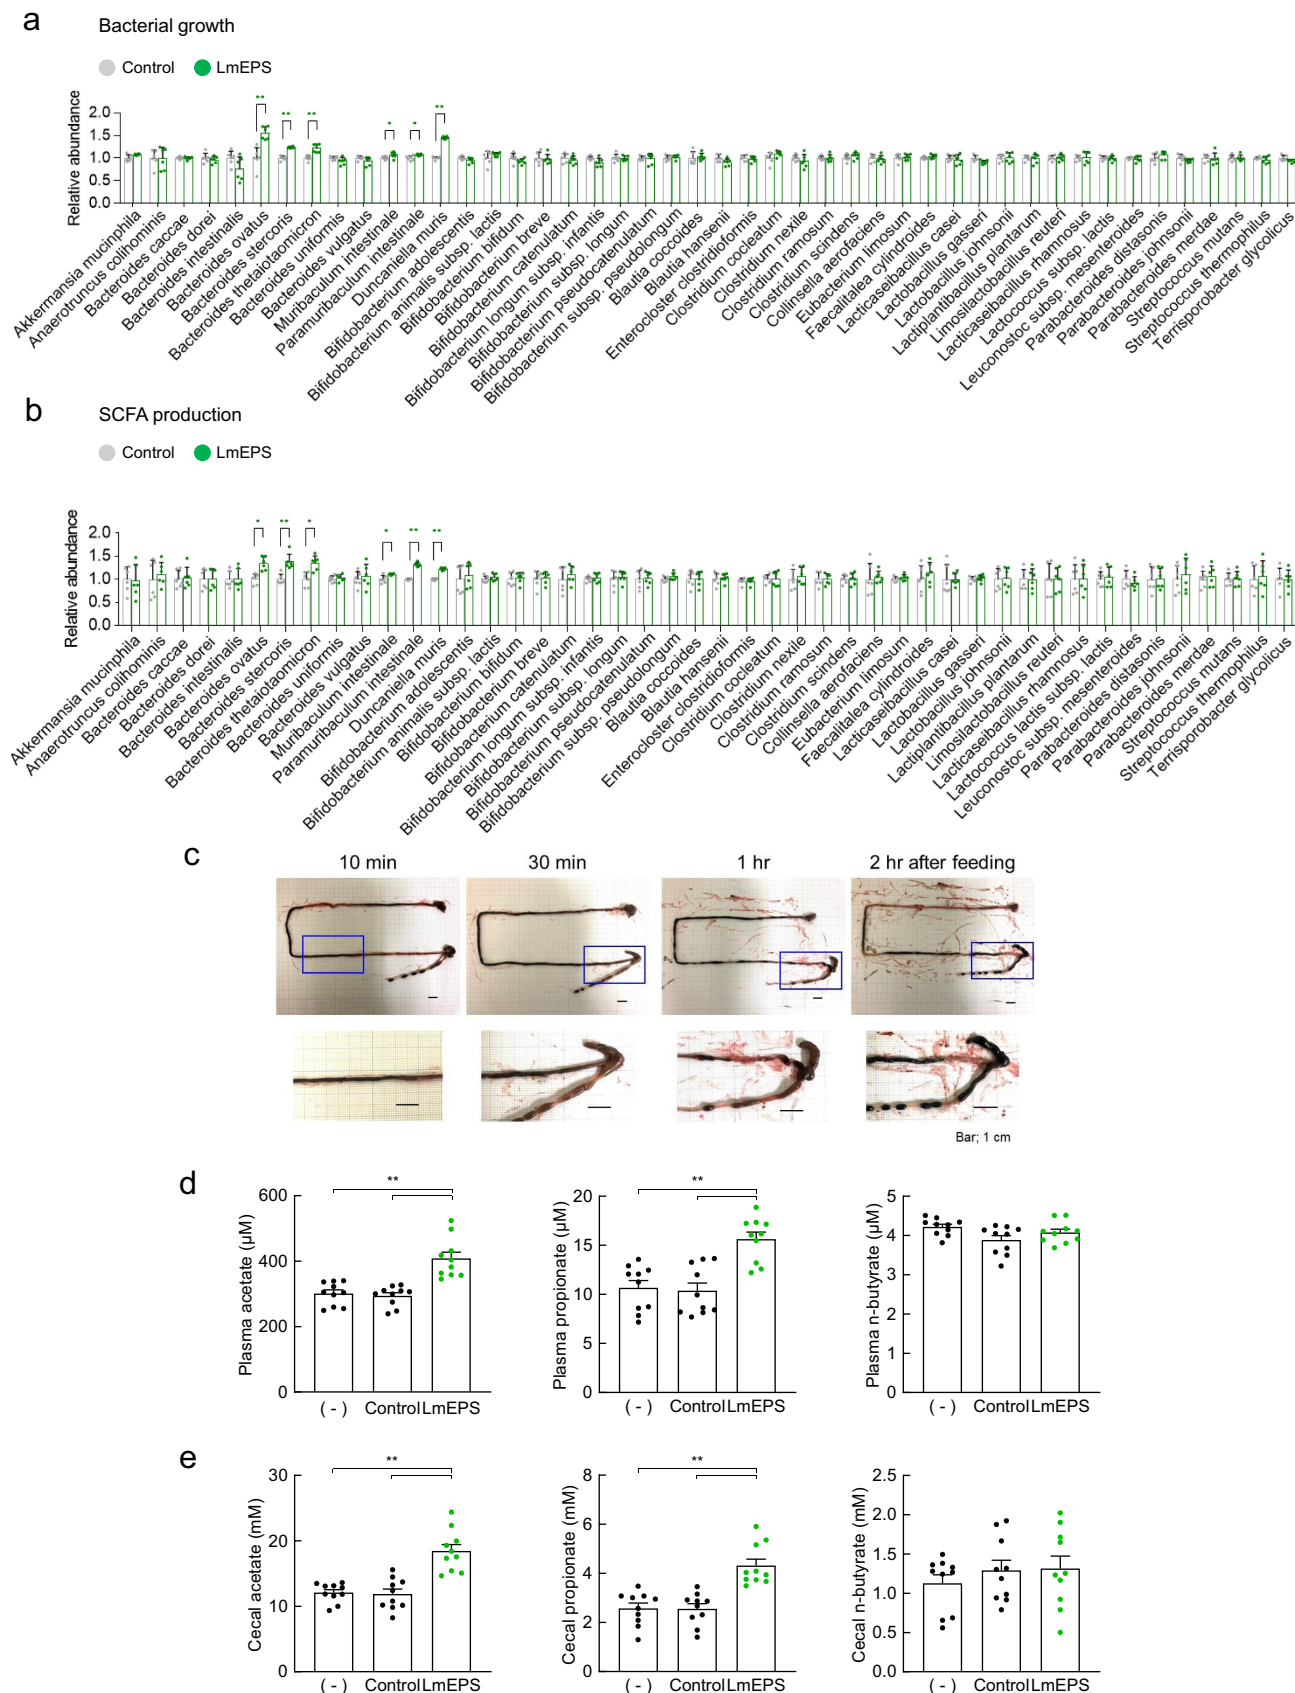 a
Bacterial growth
Control LmEPS
** ** ** * * **
Relative abundance
2.0
1.5
1.0
0.5
0.0
Akkermansia mucinphila
Anaerotruncus colihominis
Bacteroides caccae
Bacteroides dorei
Bacteroides intestinalis
Bacteroides ovatus
Bacteroides stercoris
Bacteroides thetaiotaomicron
Bacteroides uniformis
Bacteroides vulgatus
Muribaculum intestinale
Paramuribaculum intestinale
Duncaniella muris
Bifidobacterium adolescentis
Bifidobacterium animalis subsp. lactis
Bifidobacterium bifidum
Bifidobacterium breve
Bifidobacterium catenulatum
Bifidobacterium longum subsp. infantis
Bifidobacterium subsp. longum
Bifidobacterium pseudocatenulatum
Bifidobacterium subsp. pseudolongum
Blautia coccoides
Blautia hansenii
Enterocloster clostridioformis
Clostridium cocleatum
Clostridium nexile
Clostridium ramosum
Clostridium scindens
Collinsella aerofaciens
Eubacterium limosum
Faecalitalea cylindroides
Lacticaseibacillus casei
Lactobacillus gasseri
Lactobacillus johnsonii
Lactiplantibacillus plantarum
Limosilactobacillus reuteri
Lacticaseibacillus rhamnosus
Lactococcus subsp. lactis
Leuconostoc subsp. mesenteroides
Parabacteroides distasonis
Parabacteroides johnsonii
Parabacteroides merdae
Streptococcus mutans
Streptococcus thermophilus
Terrisporobacter glycolicus
b
SCFA production
Control LmEPS
* ** * * ** **
Relative abundance
2.0
1.5
1.0
0.5
0.0
Akkermansia mucinphila
Anaerotruncus colihominis
Bacteroides caccae
Bacteroides dorei
Bacteroides intestinalis
Bacteroides ovatus
Bacteroides stercoris
Bacteroides thetaiotaomicron
Bacteroides uniformis
Bacteroides vulgatus
Muribaculum intestinale
Paramuribaculum intestinale
Duncaniella muris
Bifidobacterium adolescentis
Bifidobacterium animalis subsp. lactis
Bifidobacterium bifidum
Bifidobacterium breve
Bifidobacterium catenulatum
Bifidobacterium longum subsp. infantis
Bifidobacterium subsp. longum
Bifidobacterium pseudocatenulatum
Bifidobacterium subsp. pseudolongum
Blautia coccoides
Blautia hansenii
Enterocloster clostridioformis
Clostridium cocleatum
Clostridium nexile
Clostridium ramosum
Clostridium scindens
Collinsella aerofaciens
Eubacterium limosum
Faecalitalea cylindroides
Lacticaseibacillus casei
Lactobacillus gasseri
Lactobacillus johnsonii
Lactiplantibacillus plantarum
Limosilactobacillus reuteri
Lacticaseibacillus rhamnosus
Lactococcus lactis subsp. lactis
Leuconostoc subsp. mesenteroides
Parabacteroides distasonis
Parabacteroides johnsonii
Parabacteroides merdae
Streptococcus mutans
Streptococcus thermophilus
Terrisporobacter glycolicus
c
10 min 30 min 1 hr 2 hr after feeding
Bar; 1 cm
d
**
Plasma acetate (µM)
600
400
200
0
( - ) Control LmEPS
**
Plasma propionate (µM)
20
15
10
5
0
( - ) Control LmEPS
Plasma n-butyrate (µM)
5
4
3
2
1
0
( - ) Control LmEPS
e
**
Cecal acetate (mM)
30
20
10
0
( - ) Control LmEPS
**
Cecal propionate (mM)
8
6
4
2
0
( - ) Control LmEPS
Cecal n-butyrate (mM)
2.5
2.0
1.5
1.0
0.5
0.0
( - ) Control LmEPS